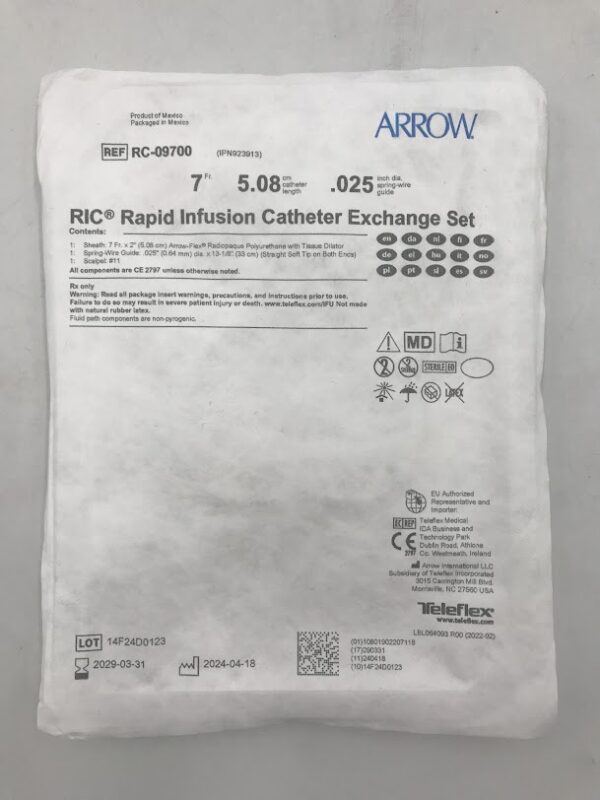 Product of Mexico
Packaged in Mexico
ARROW
REF RC-09700 (IPN923913)
7 Fr. 5.08 cm catheter length .025 inch dia. spring-wire guide
RIC® Rapid Infusion Catheter Exchange Set
Contents:
1: Sheath: 7 Fr. x 2" (5.08 cm) Arrow-Flex® Radiopaque Polyurethane with Tissue Dilator
1: Spring-Wire Guide: .025" (0.64 mm) dia. x 13-1/8" (33 cm) (Straight Soft Tip on Both Ends)
1: Scalpel: #11
All components are CE 2797 unless otherwise noted.
en da nl fi fr
de el hu it no
pl pt sl es sv
Rx only
Warning: Read all package insert warnings, precautions, and instructions prior to use.
Failure to do so may result in severe patient injury or death. www.teleflex.com/IFU Not made
with natural rubber latex.
Fluid path components are non-pyrogenic.
MD
STERILE EO
LATEX
EU Authorized
Representative and
Importer:
EC REP Teleflex Medical
IDA Business and
Technology Park
Dublin Road, Athlone
Co. Westmeath, Ireland
CE 2797
Arrow International LLC
Subsidiary of Teleflex Incorporated
3015 Carrington Mill Blvd.
Morrisville, NC 27560 USA
Teleflex®
www.teleflex.com
LBL064093 R00 (2022-02)
LOT 14F24D0123
2029-03-31 2024-04-18
(01)10801902207118
(17)290331
(11)240418
(10)14F24D0123